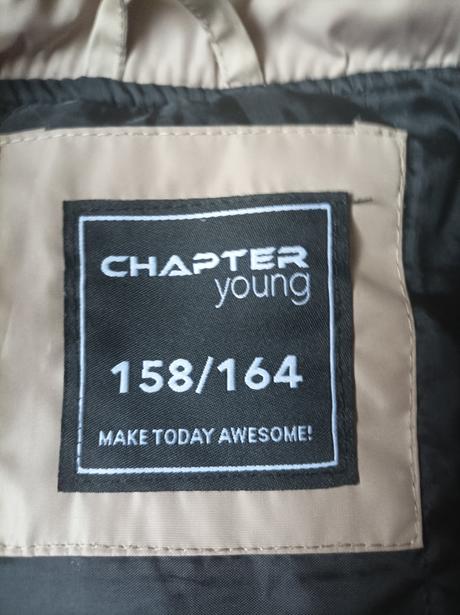 CHAPTER
young
158/164
MAKE TODAY AWESOME!